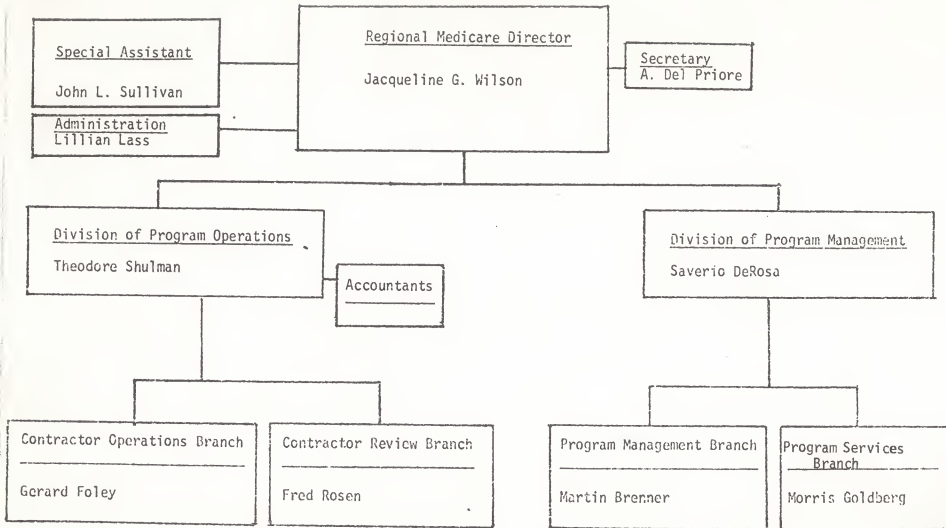 Special Assistant
John L. Sullivan
Administration
Lillian Lass
Regional Medicare Director
Jacqueline G. Wilson
Secretary
A. Del Priore
Division of Program Operations
Theodore Shulman
Accountants
Division of Program Management
Saverio DeRosa
Contractor Operations Branch
Gerard Foley
Contractor Review Branch
Fred Rosen
Program Management Branch
Martin Brenner
Program Services
Branch
Morris Goldberg